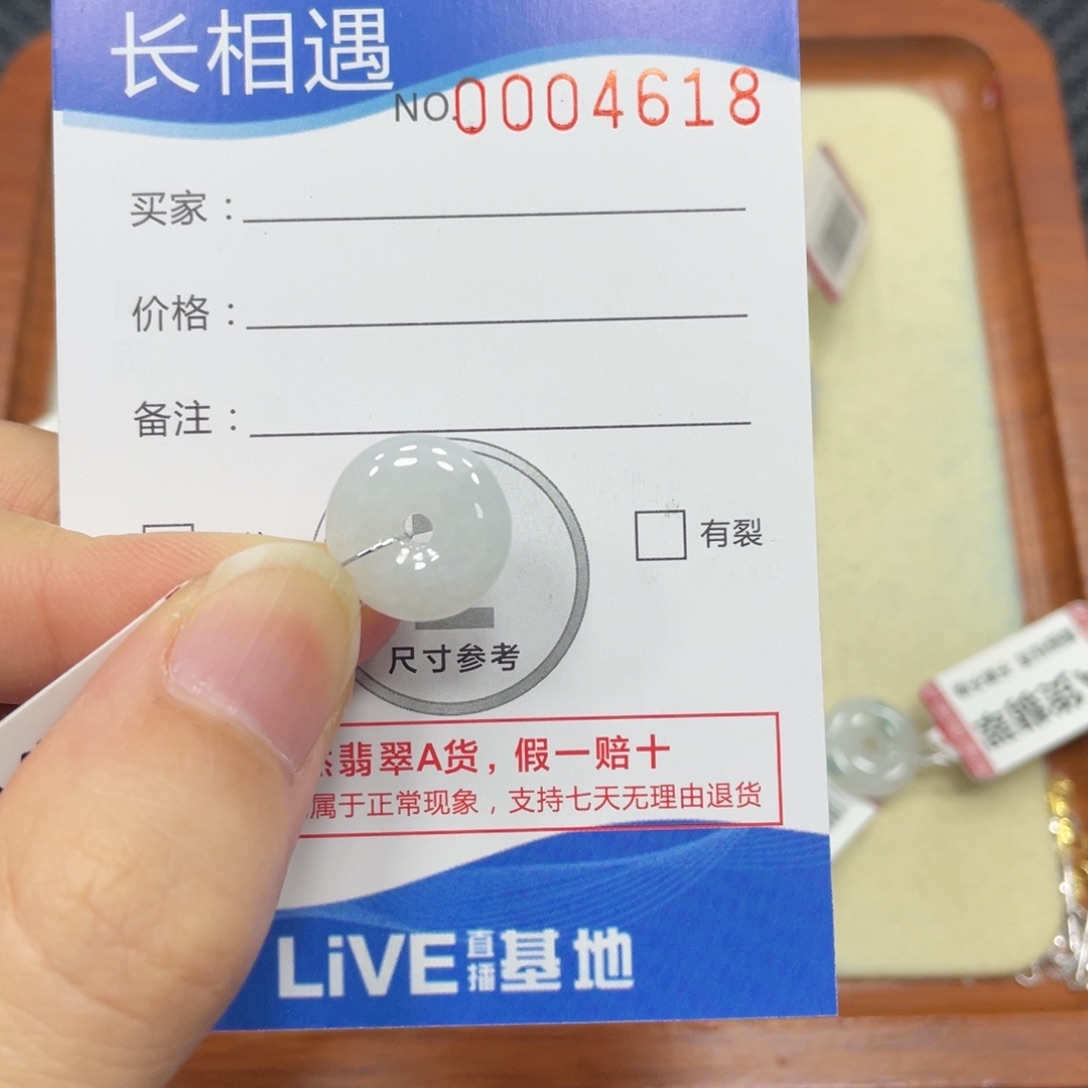 长相遇
NO.0004618
买家：
价格：
备注：
有裂
尺寸参考
翡翠A货，假一赔十
属于正常现象，支持七天无理由退货
LiVE直播基地